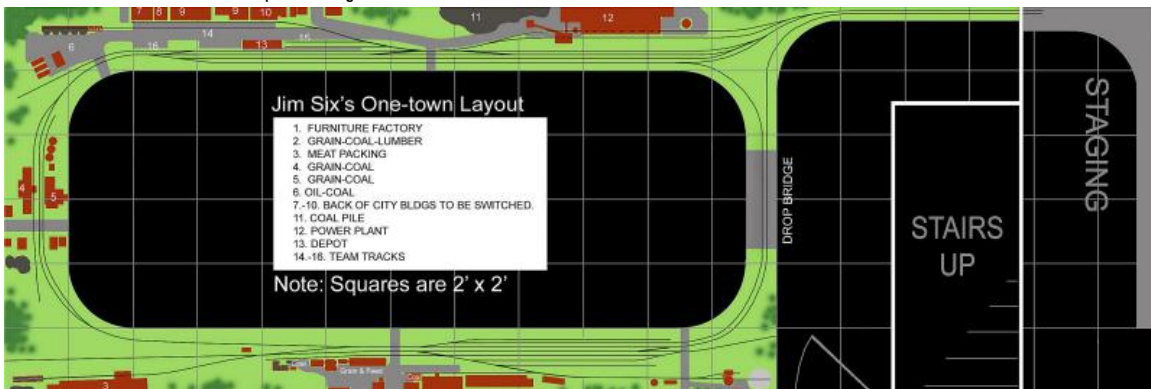 7 8 9 9 10
11
12
14
15
16
13
6
Jim Six's One-town Layout
1. FURNITURE FACTORY
2. GRAIN-COAL-LUMBER
3. MEAT PACKING
4. GRAIN-COAL
5. GRAIN-COAL
6. OIL-COAL
7.-10. BACK OF CITY BLDGS TO BE SWITCHED.
11. COAL PILE
12. POWER PLANT
13. DEPOT
14.-16. TEAM TRACKS
Note: Squares are 2' x 2'
4
5
DROP BRIDGE
STAIRS
UP
STAGING
Grain & Feed
3